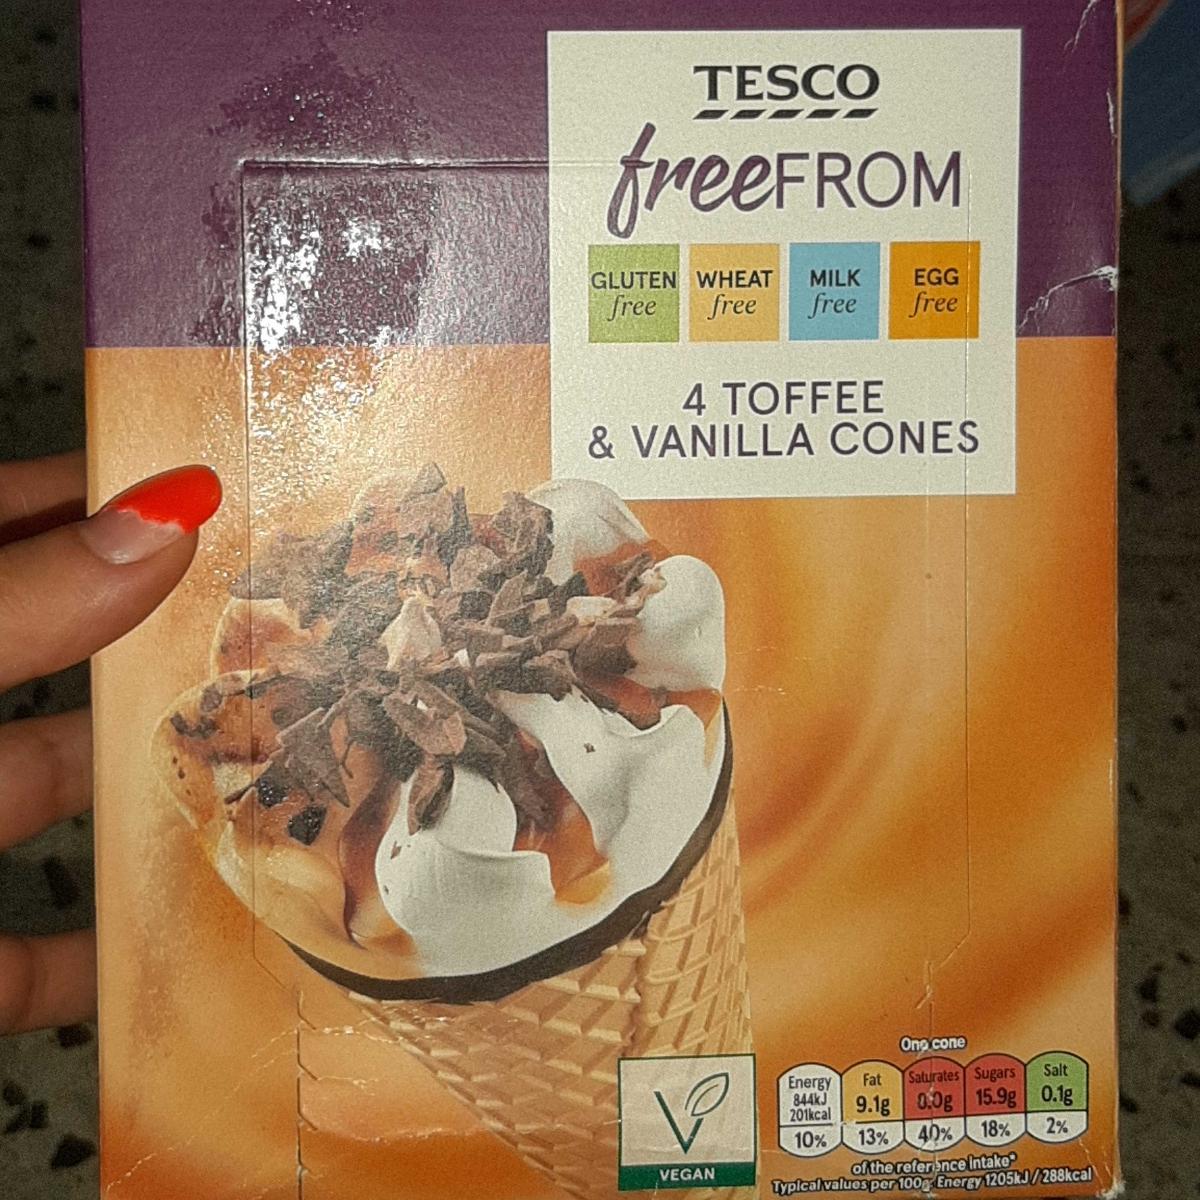 TESCO
freeFROM
GLUTEN free
WHEAT free
MILK free
EGG free
4 TOFFEE
& VANILLA CONES
One cone
Energy 844kJ 201kcal 10%
Fat 9.1g 13%
Saturates 40%
Sugars 15.9g 18%
Salt 0.1g 2%
of the reference intake*
Typical values per 100g: Energy 1205kJ / 288kcal
V
VEGAN